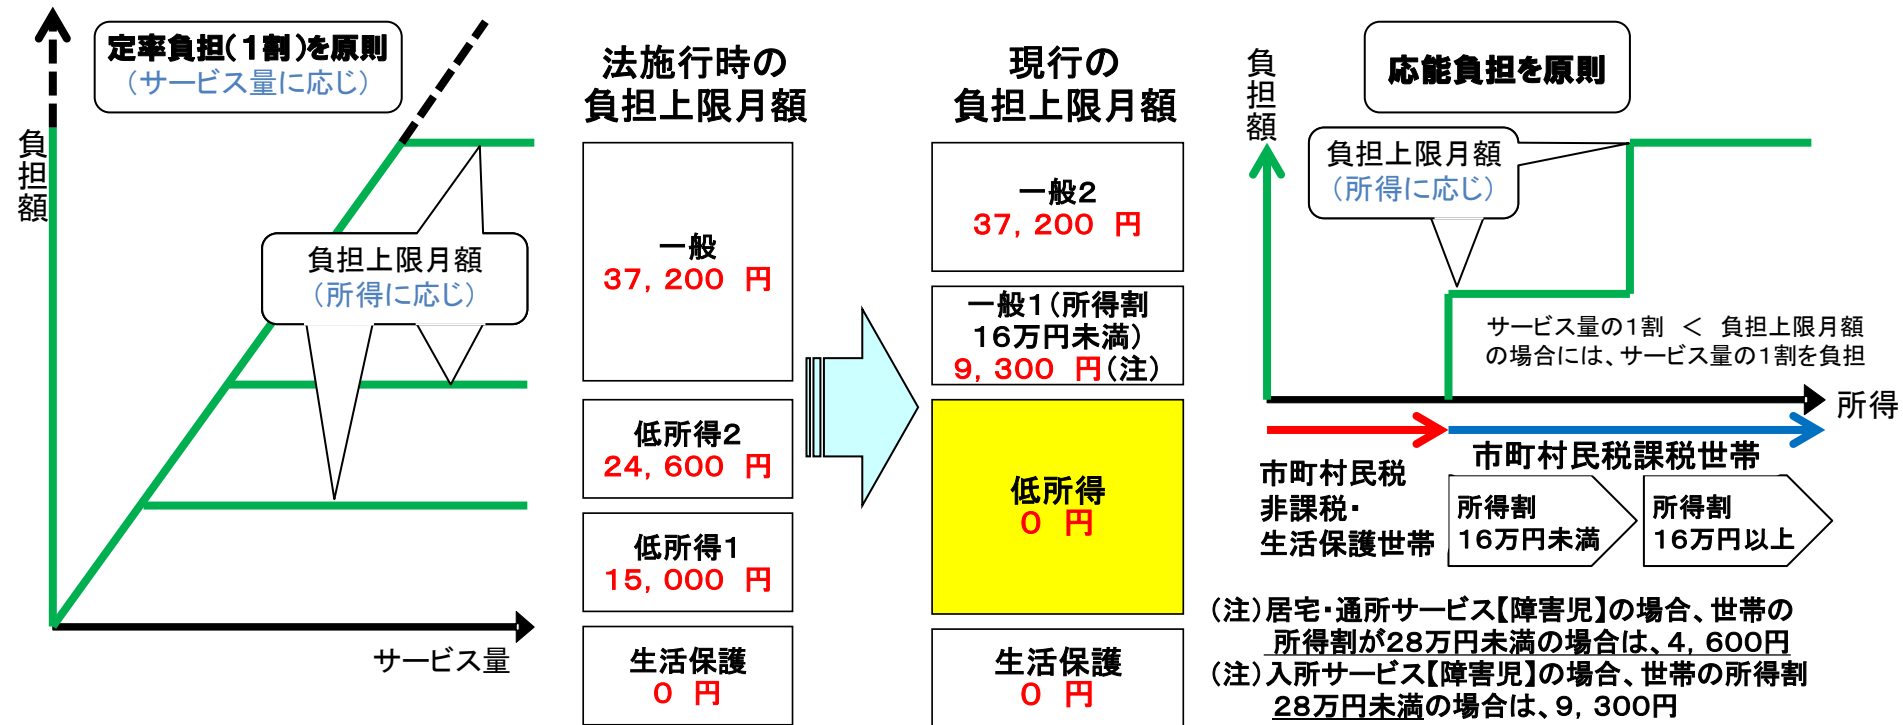 定率負担(1割)を原則
(サービス量に応じ)
負担額
負担上限月額
(所得に応じ)
サービス量
法施行時の
負担上限月額
一般
37,200 円
低所得2
24,600 円
低所得1
15,000 円
生活保護
0 円
現行の
負担上限月額
一般2
37,200 円
一般1(所得割
16万円未満)
9,300 円(注)
低所得
0 円
生活保護
0 円
応能負担を原則
負担額
負担上限月額
(所得に応じ)
サービス量の1割 < 負担上限月額
の場合には、サービス量の1割を負担
所得
市町村民税
非課税・
生活保護世帯
市町村民税課税世帯
所得割
16万円未満
所得割
16万円以上
(注)居宅・通所サービス【障害児】の場合、世帯の
所得割が28万円未満の場合は、4,600円
(注)入所サービス【障害児】の場合、世帯の所得割
28万円未満の場合は、9,300円